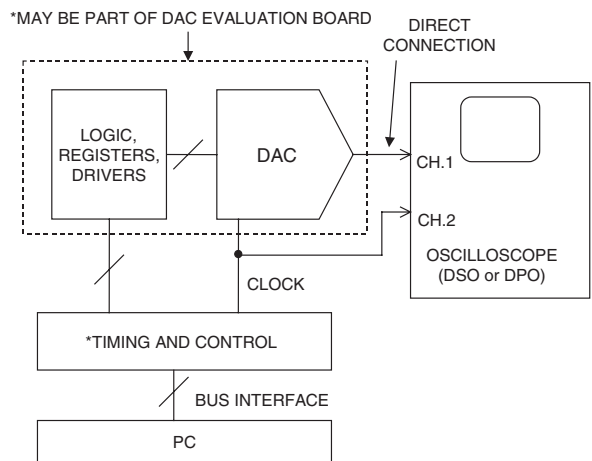 *MAY BE PART OF DAC EVALUATION BOARD
DIRECT
CONNECTION
LOGIC,
REGISTERS,
DRIVERS
DAC
CH.1
CH.2
OSCILLOSCOPE
(DSO or DPO)
CLOCK
*TIMING AND CONTROL
BUS INTERFACE
PC